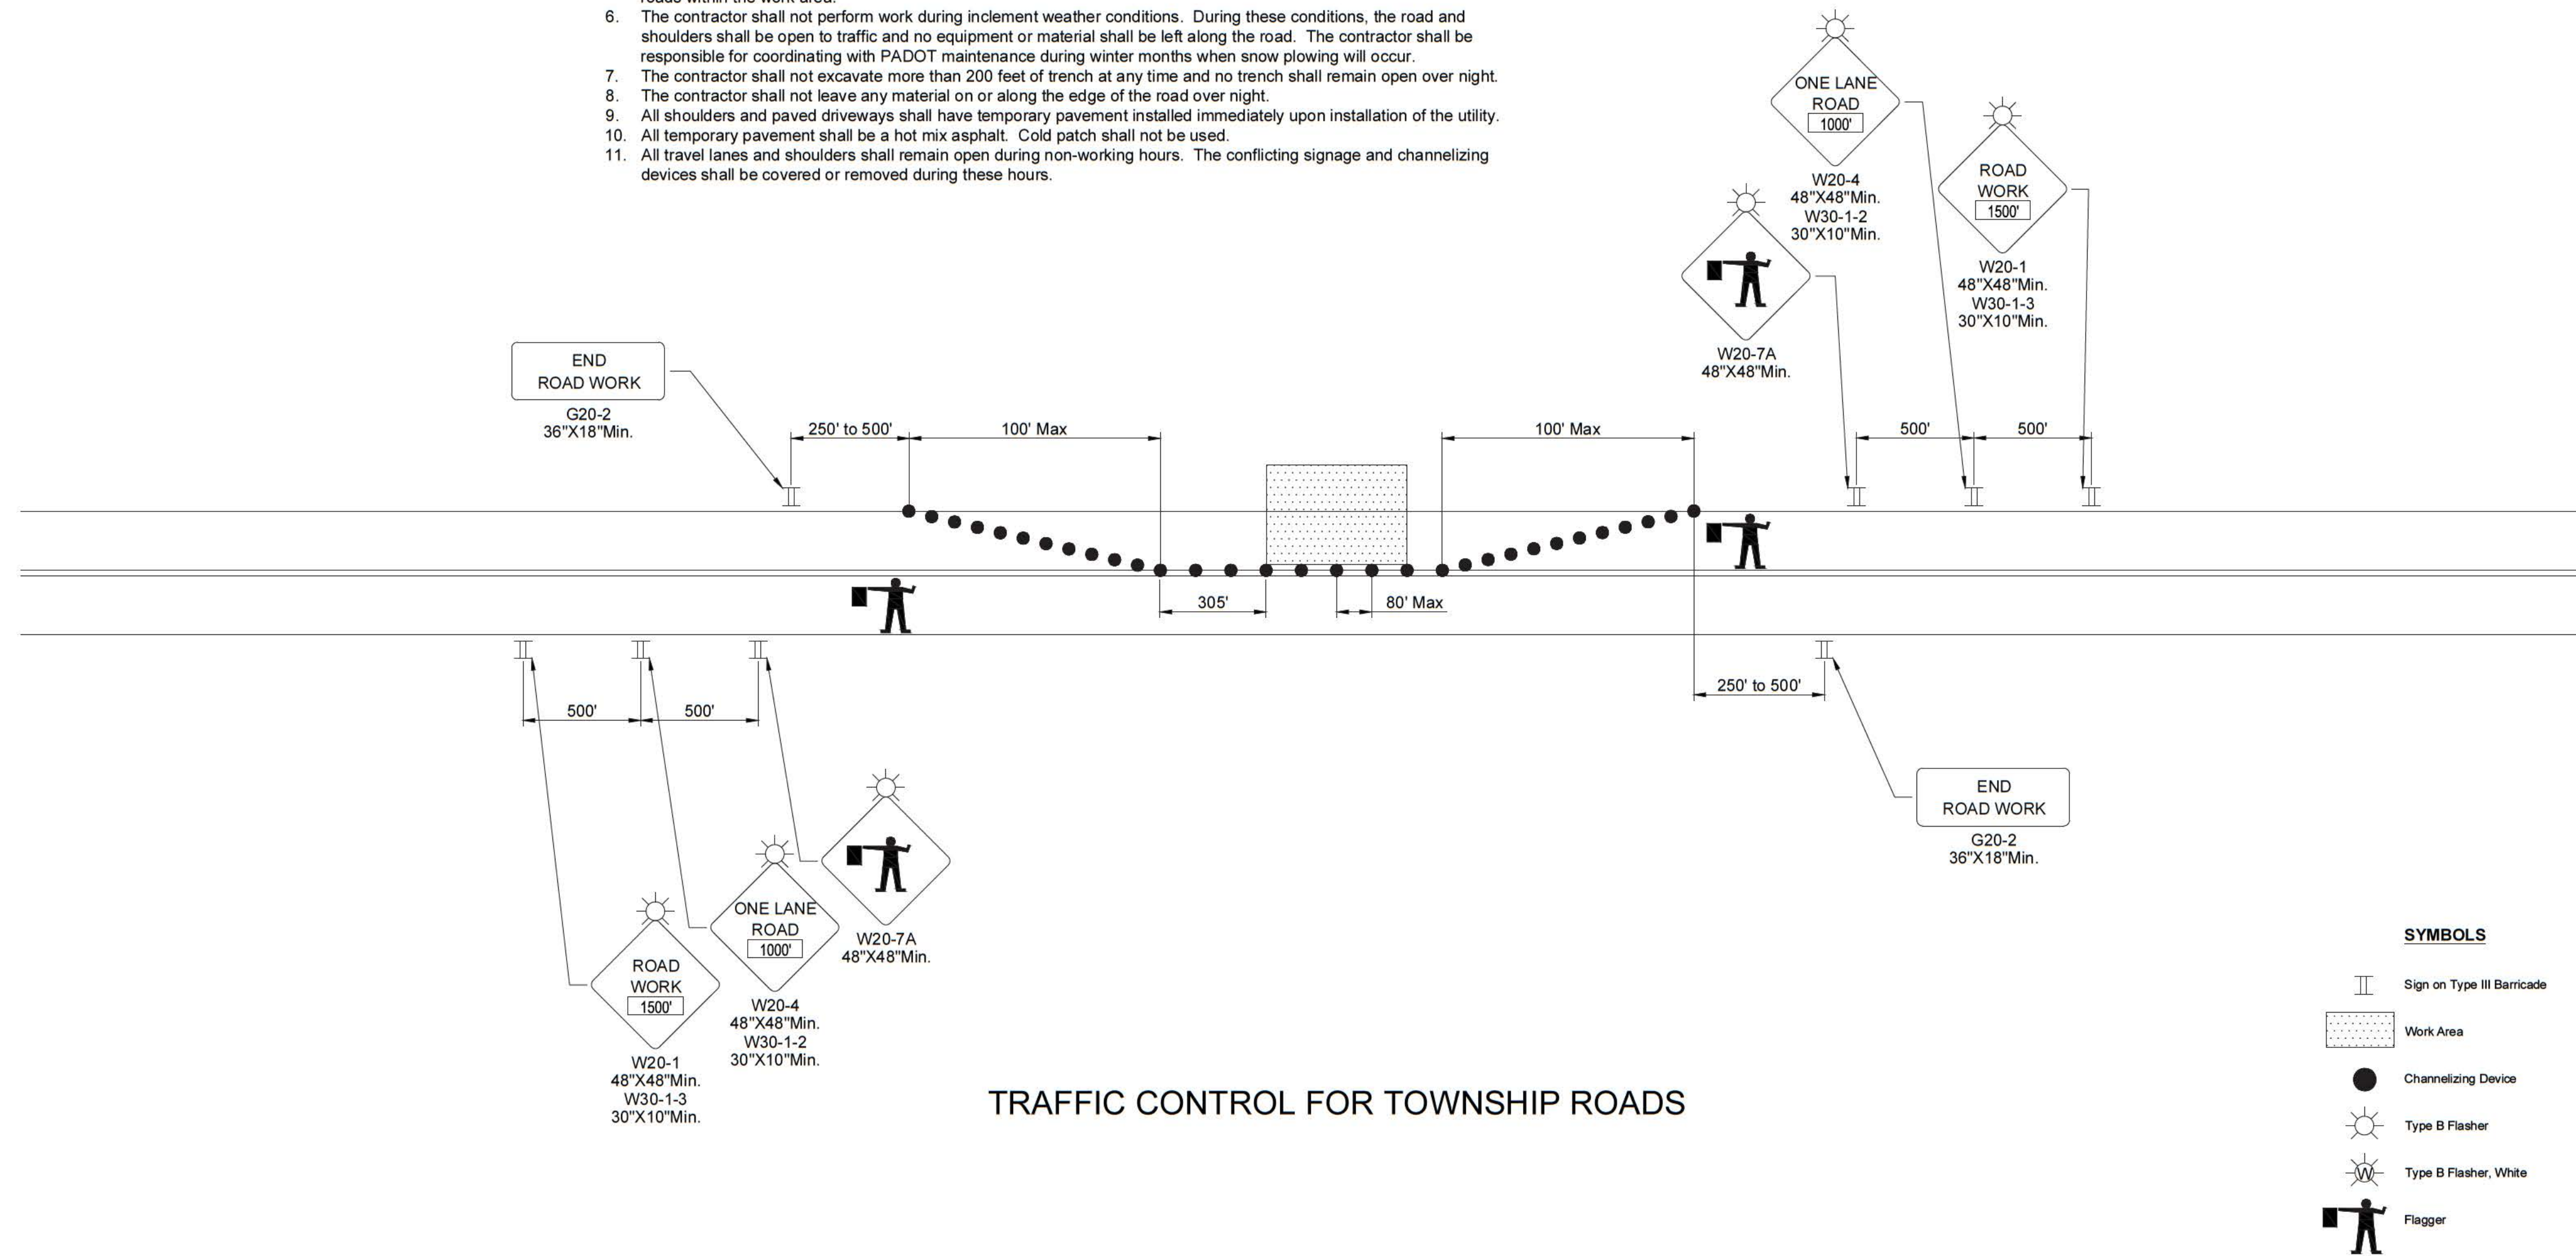 roads within the work area.
6. The contractor shall not perform work during inclement weather conditions. During these conditions, the road and
shoulders shall be open to traffic and no equipment or material shall be left along the road. The contractor shall be
responsible for coordinating with PADOT maintenance during winter months when snow plowing will occur.
7. The contractor shall not excavate more than 200 feet of trench at any time and no trench shall remain open over night.
8. The contractor shall not leave any material on or along the edge of the road over night.
9. All shoulders and paved driveways shall have temporary pavement installed immediately upon installation of the utility.
10. All temporary pavement shall be a hot mix asphalt. Cold patch shall not be used.
11. All travel lanes and shoulders shall remain open during non-working hours. The conflicting signage and channelizing
devices shall be covered or removed during these hours.
ONE LANE
ROAD
1000'
W20-4
48"X48"Min.
W30-1-2
30"X10"Min.
ROAD
WORK
1500'
W20-1
48"X48"Min.
W30-1-3
30"X10"Min.
W20-7A
48"X48"Min.
END
ROAD WORK
G20-2
36"X18"Min.
250' to 500'
100' Max
100' Max
500'
500'
305'
80' Max
250' to 500'
500'
500'
END
ROAD WORK
G20-2
36"X18"Min.
W20-7A
48"X48"Min.
ONE LANE
ROAD
1000'
W20-4
48"X48"Min.
W30-1-2
30"X10"Min.
ROAD
WORK
1500'
W20-1
48"X48"Min.
W30-1-3
30"X10"Min.
TRAFFIC CONTROL FOR TOWNSHIP ROADS
SYMBOLS
Sign on Type III Barricade
Work Area
Channelizing Device
Type B Flasher
W
Type B Flasher, White
Flagger